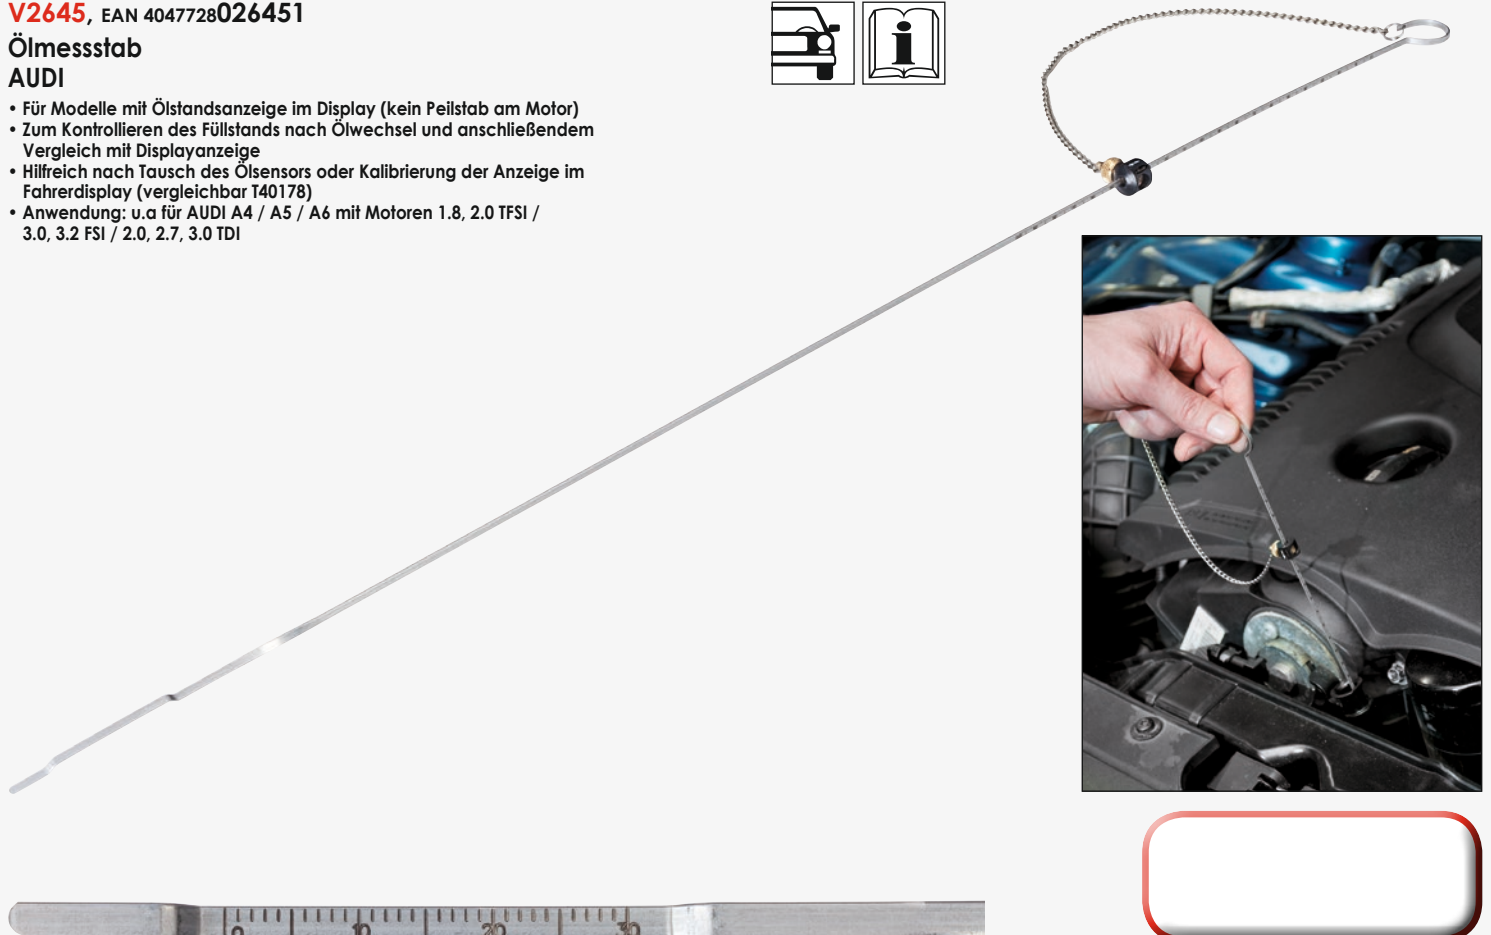 V2645, EAN 4047728026451
Ölmessstab
AUDI
• Für Modelle mit Ölstandsanzeige im Display (kein Peilstab am Motor)
• Zum Kontrollieren des Füllstands nach Ölwechsel und anschließendem
Vergleich mit Displayanzeige
• Hilfreich nach Tausch des Ölsensors oder Kalibrierung der Anzeige im
Fahrerdisplay (vergleichbar T40178)
• Anwendung: u.a für AUDI A4 / A5 / A6 mit Motoren 1.8, 2.0 TFSI /
3.0, 3.2 FSI / 2.0, 2.7, 3.0 TDI
0 10 20 30